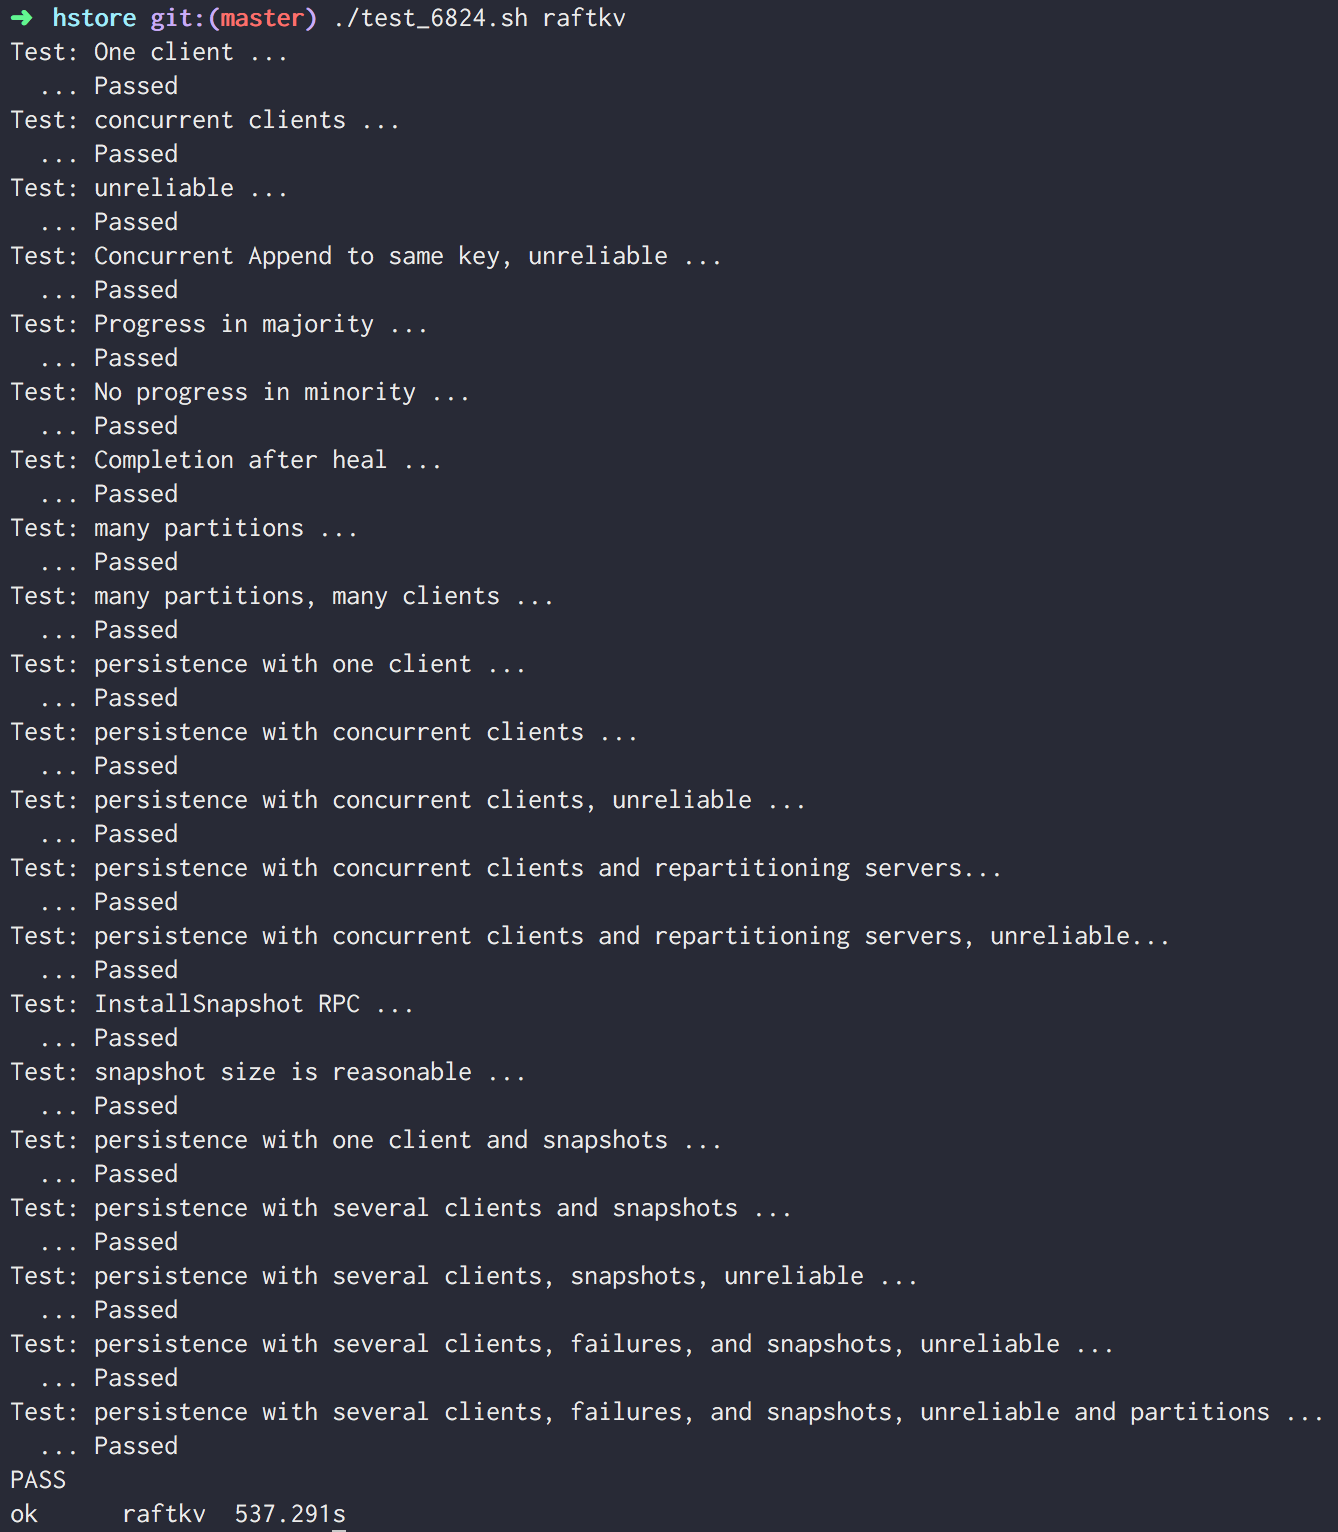 ➜  hstore git:(master) ./test_6824.sh raftkv
Test: One client ...
  ... Passed
Test: concurrent clients ...
  ... Passed
Test: unreliable ...
  ... Passed
Test: Concurrent Append to same key, unreliable ...
  ... Passed
Test: Progress in majority ...
  ... Passed
Test: No progress in minority ...
  ... Passed
Test: Completion after heal ...
  ... Passed
Test: many partitions ...
  ... Passed
Test: many partitions, many clients ...
  ... Passed
Test: persistence with one client ...
  ... Passed
Test: persistence with concurrent clients ...
  ... Passed
Test: persistence with concurrent clients, unreliable ...
  ... Passed
Test: persistence with concurrent clients and repartitioning servers...
  ... Passed
Test: persistence with concurrent clients and repartitioning servers, unreliable...
  ... Passed
Test: InstallSnapshot RPC ...
  ... Passed
Test: snapshot size is reasonable ...
  ... Passed
Test: persistence with one client and snapshots ...
  ... Passed
Test: persistence with several clients and snapshots ...
  ... Passed
Test: persistence with several clients, snapshots, unreliable ...
  ... Passed
Test: persistence with several clients, failures, and snapshots, unreliable ...
  ... Passed
Test: persistence with several clients, failures, and snapshots, unreliable and partitions ...
  ... Passed
PASS
ok      raftkv  537.291s